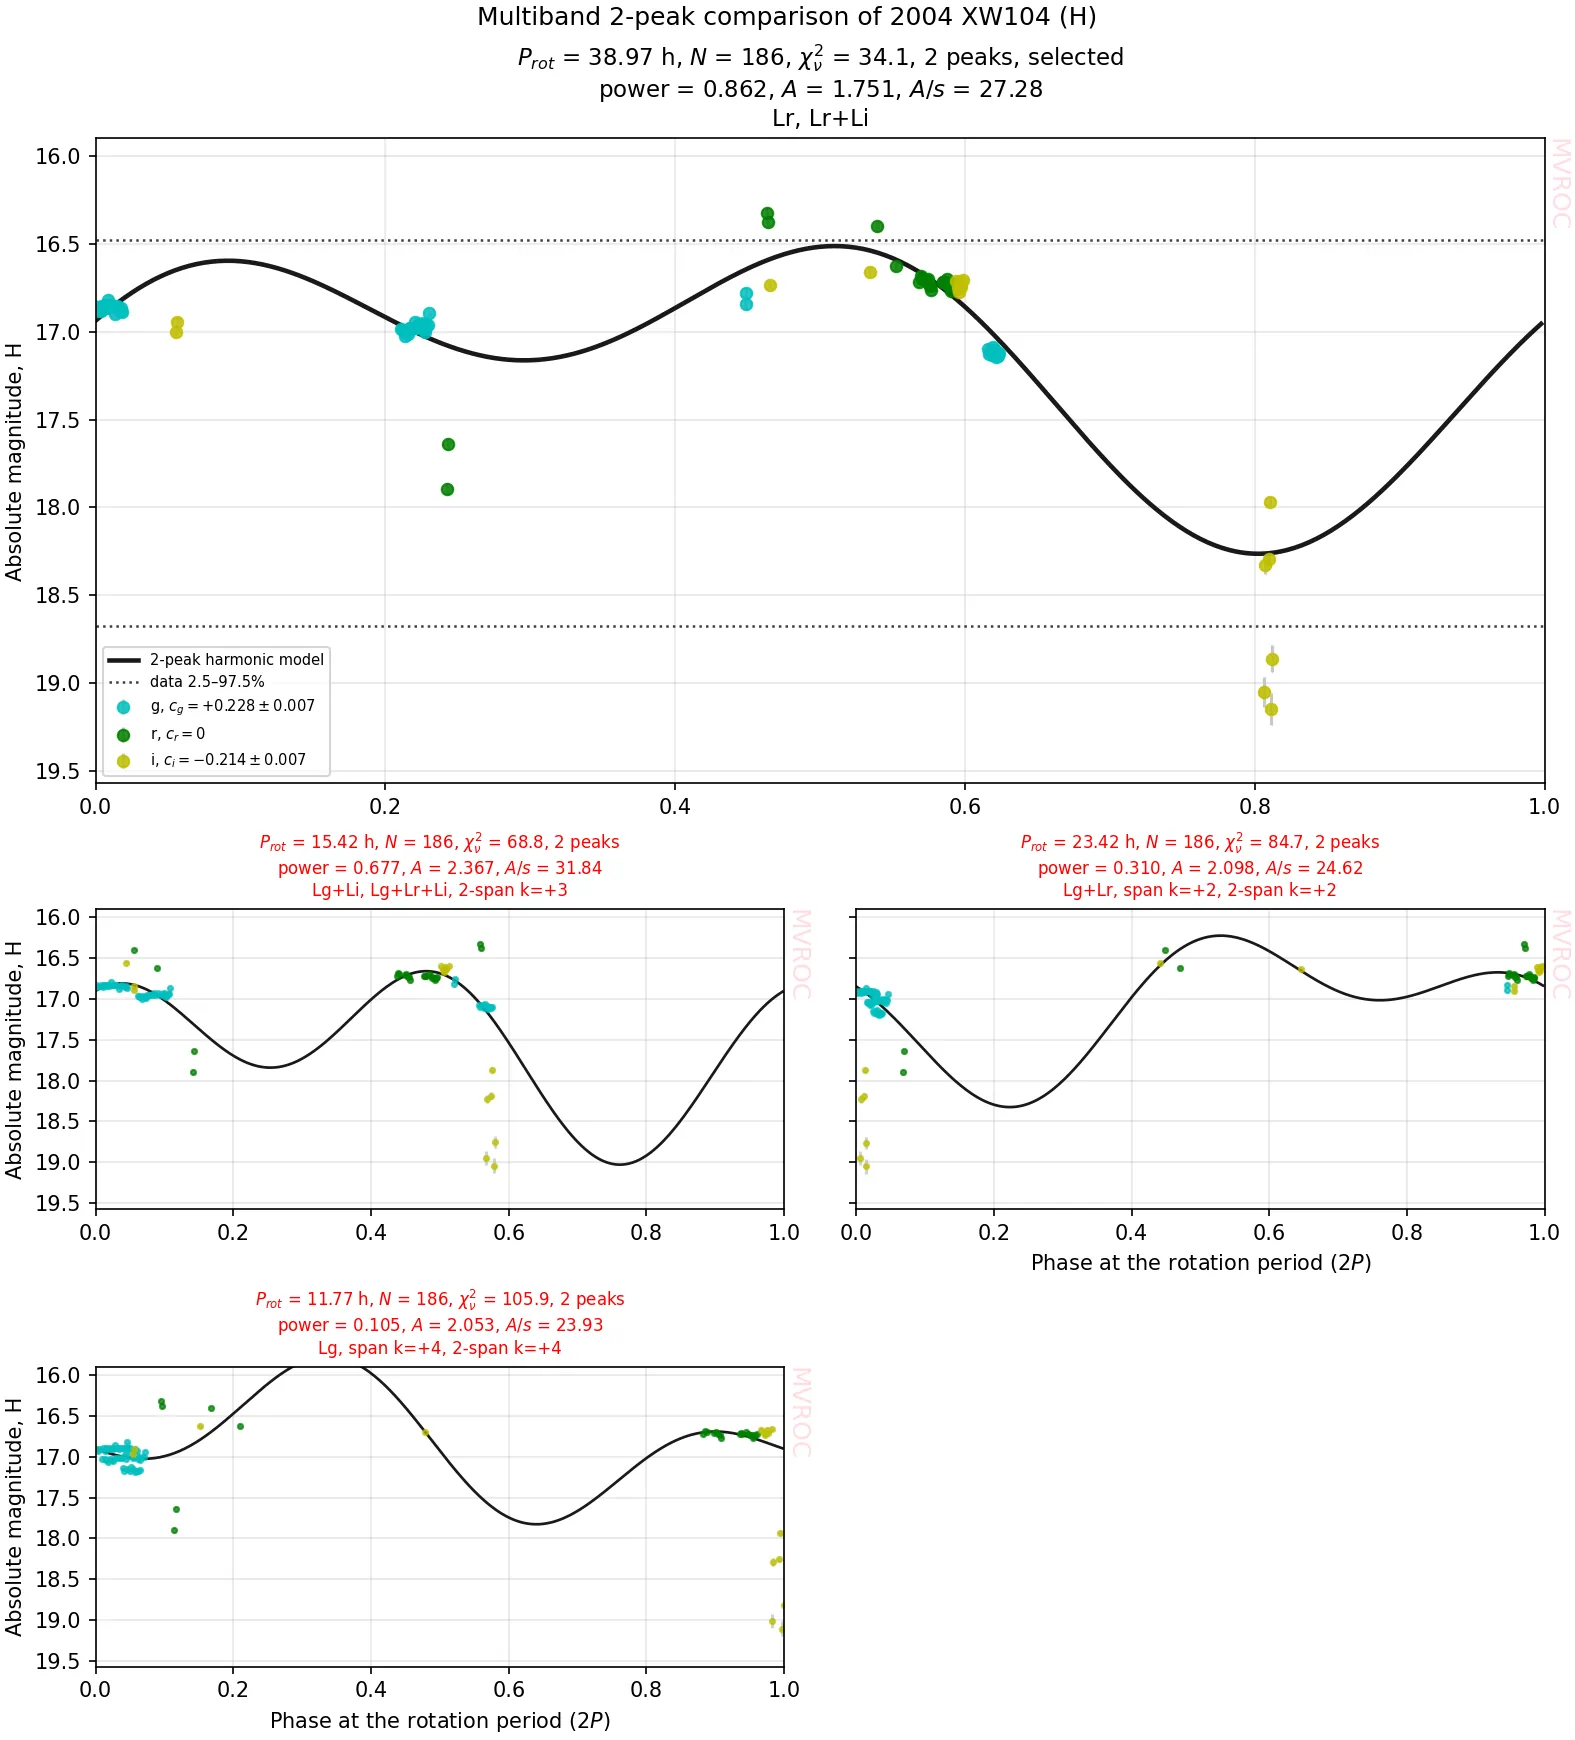 Multiband 2-peak comparison of 2004 XW104 (H)
P_rot = 38.97 h, N = 186, χ²_ν = 34.1, 2 peaks, selected
power = 0.862, A = 1.751, A/s = 27.28
Lr, Lr+Li
MVROC
Absolute magnitude, H
16.0
16.5
17.0
17.5
18.0
18.5
19.0
19.5
2-peak harmonic model
data 2.5–97.5%
g, c_g = +0.228 ± 0.007
r, c_r = 0
i, c_i = −0.214 ± 0.007
0.0 0.2 0.4 0.6 0.8 1.0
P_rot = 15.42 h, N = 186, χ²_ν = 68.8, 2 peaks
power = 0.677, A = 2.367, A/s = 31.84
Lg+Li, Lg+Lr+Li, 2-span k=+3
MVROC
Absolute magnitude, H
16.0
16.5
17.0
17.5
18.0
18.5
19.0
19.5
0.0 0.2 0.4 0.6 0.8 1.0
P_rot = 23.42 h, N = 186, χ²_ν = 84.7, 2 peaks
power = 0.310, A = 2.098, A/s = 24.62
Lg+Lr, span k=+2, 2-span k=+2
MVROC
0.0 0.2 0.4 0.6 0.8 1.0
Phase at the rotation period (2P)
P_rot = 11.77 h, N = 186, χ²_ν = 105.9, 2 peaks
power = 0.105, A = 2.053, A/s = 23.93
Lg, span k=+4, 2-span k=+4
MVROC
Absolute magnitude, H
16.0
16.5
17.0
17.5
18.0
18.5
19.0
19.5
0.0 0.2 0.4 0.6 0.8 1.0
Phase at the rotation period (2P)